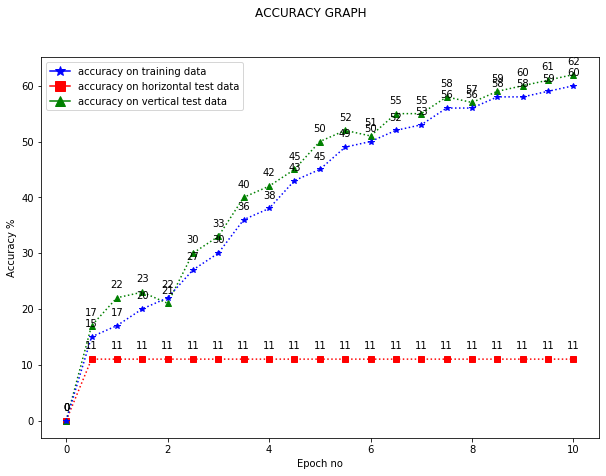 ACCURACY GRAPH
accuracy on training data
accuracy on horizontal test data
accuracy on vertical test data
Accuracy %
60
50
40
30
20
10
0
0 17 22 23 21 30 33 40 42 45 50 52 51 55 55 58 57 59 60 61 62
0 15 17 20 22 27 30 36 38 43 45 49 50 52 53 56 56 58 58 59 60
0 11 11 11 11 11 11 11 11 11 11 11 11 11 11 11 11 11 11 11 11
0 2 4 6 8 10
Epoch no